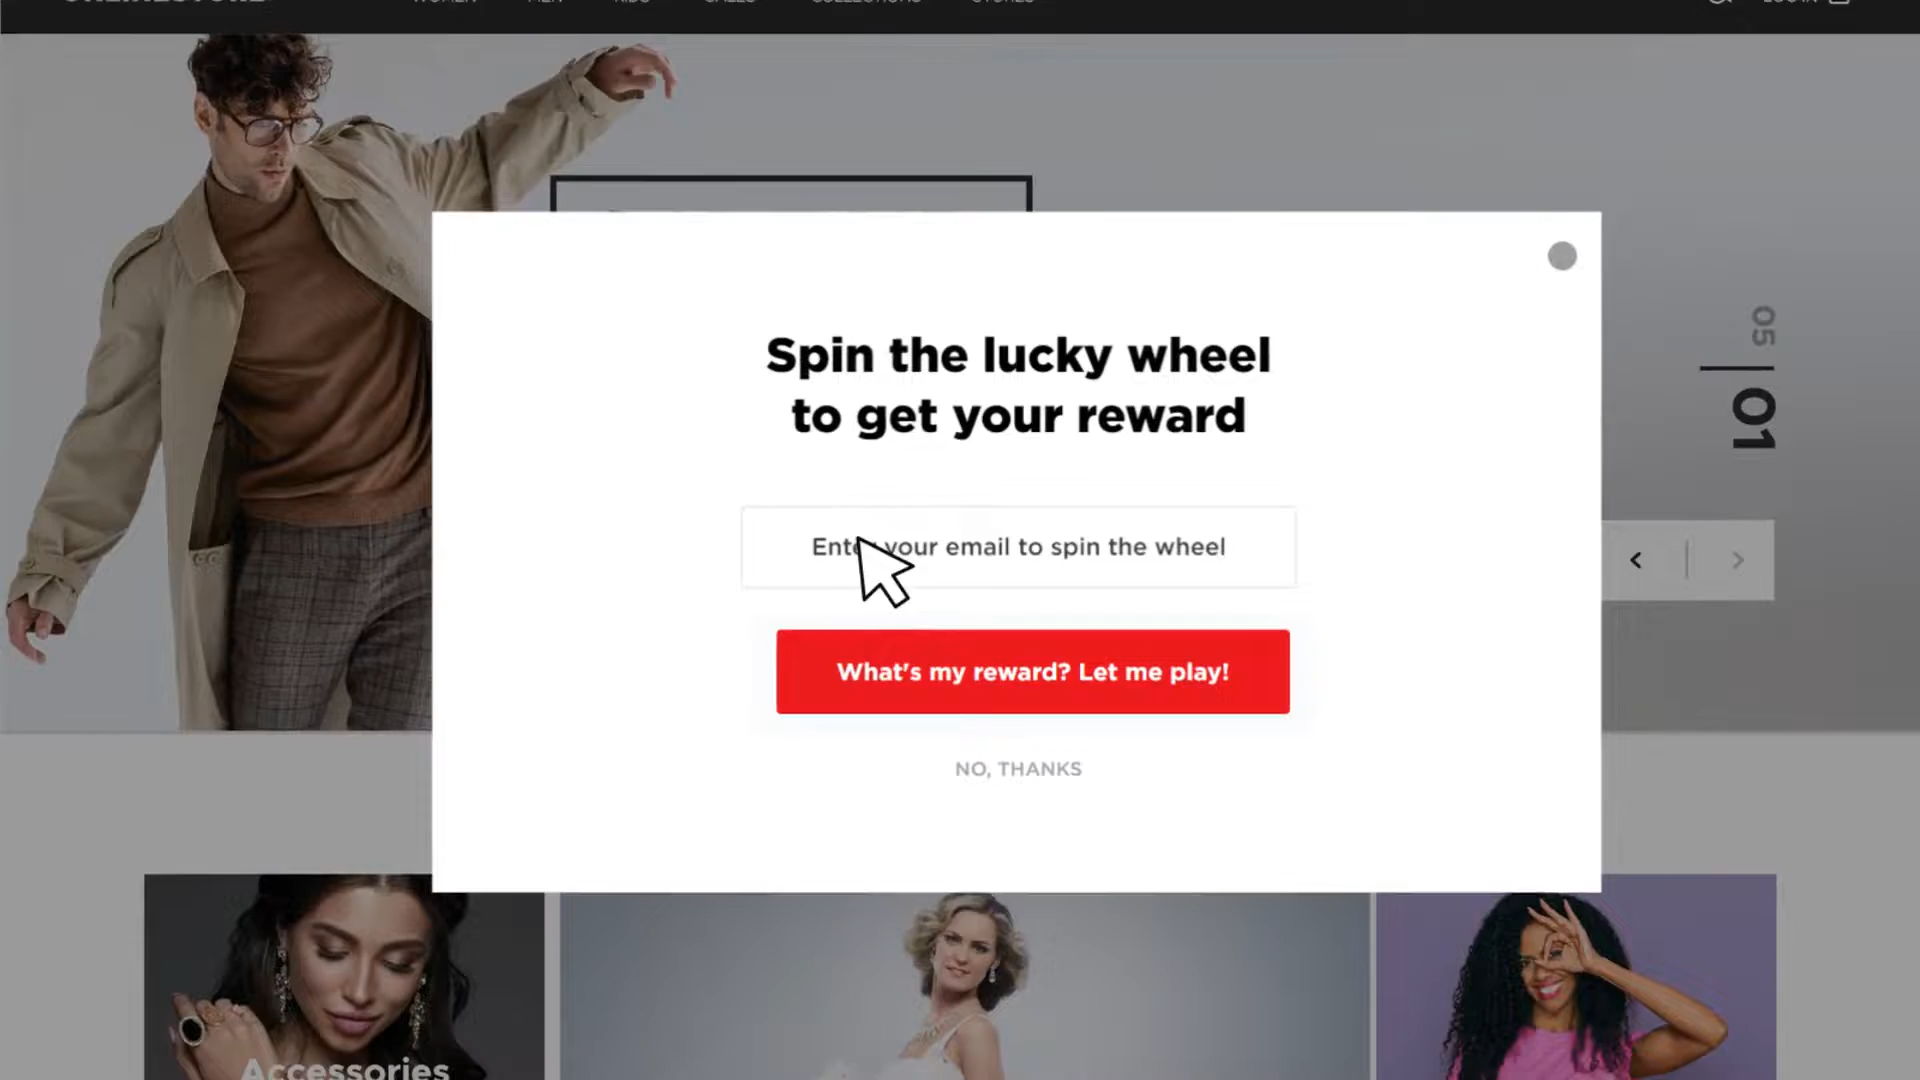 Spin the lucky wheel
to get your reward
Enter your email to spin the wheel
What's my reward? Let me play!
NO, THANKS
05
01
Accessories